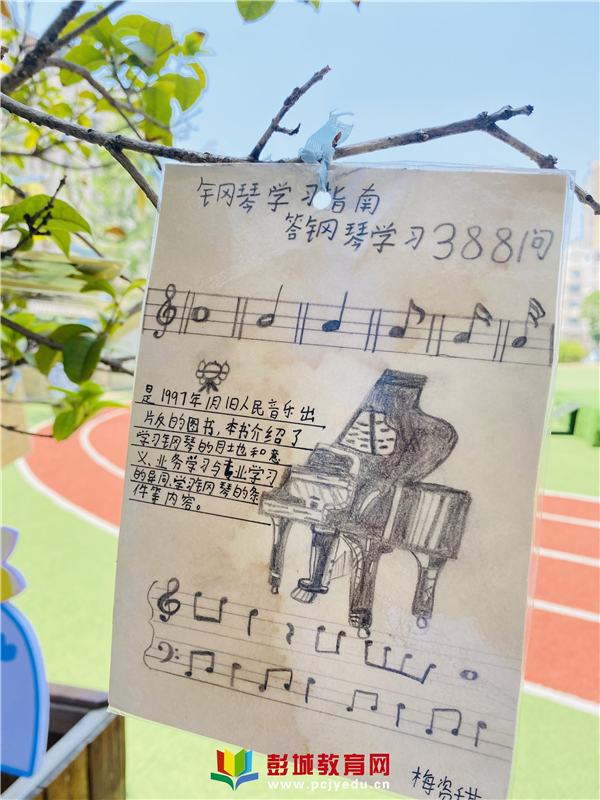 钢琴学习指南
答钢琴学习388问
是1997年1月1日人民音乐出
版的图书,本书介绍了
学习钢琴的目的和意
义、业务学习与专业学习
的异同、学习钢琴的条
件等内容。
彭城教育网
www.pcjyedu.cn